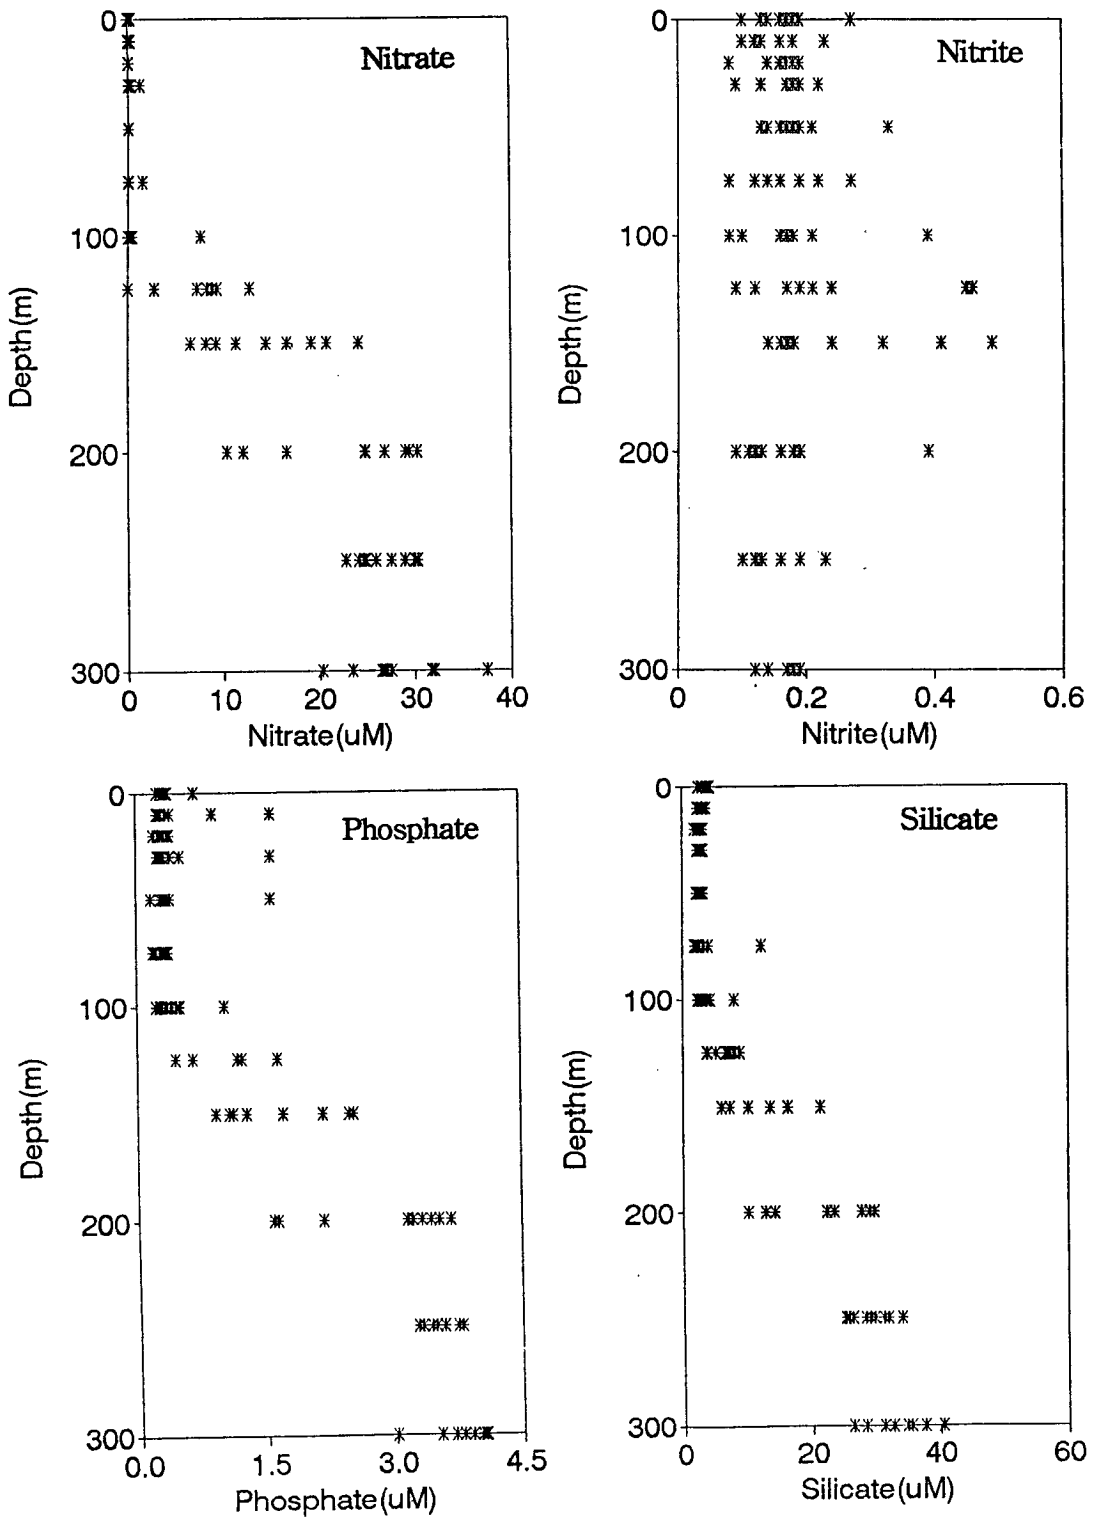 Nitrate
0
100
200
300
Depth(m)
0 10 20 30 40
Nitrate(uM)
Nitrite
0
100
200
300
Depth(m)
0 0.2 0.4 0.6
Nitrite(uM)
Phosphate
0
100
200
300
Depth(m)
0.0 1.5 3.0 4.5
Phosphate(uM)
Silicate
0
100
200
300
Depth(m)
0 20 40 60
Silicate(uM)